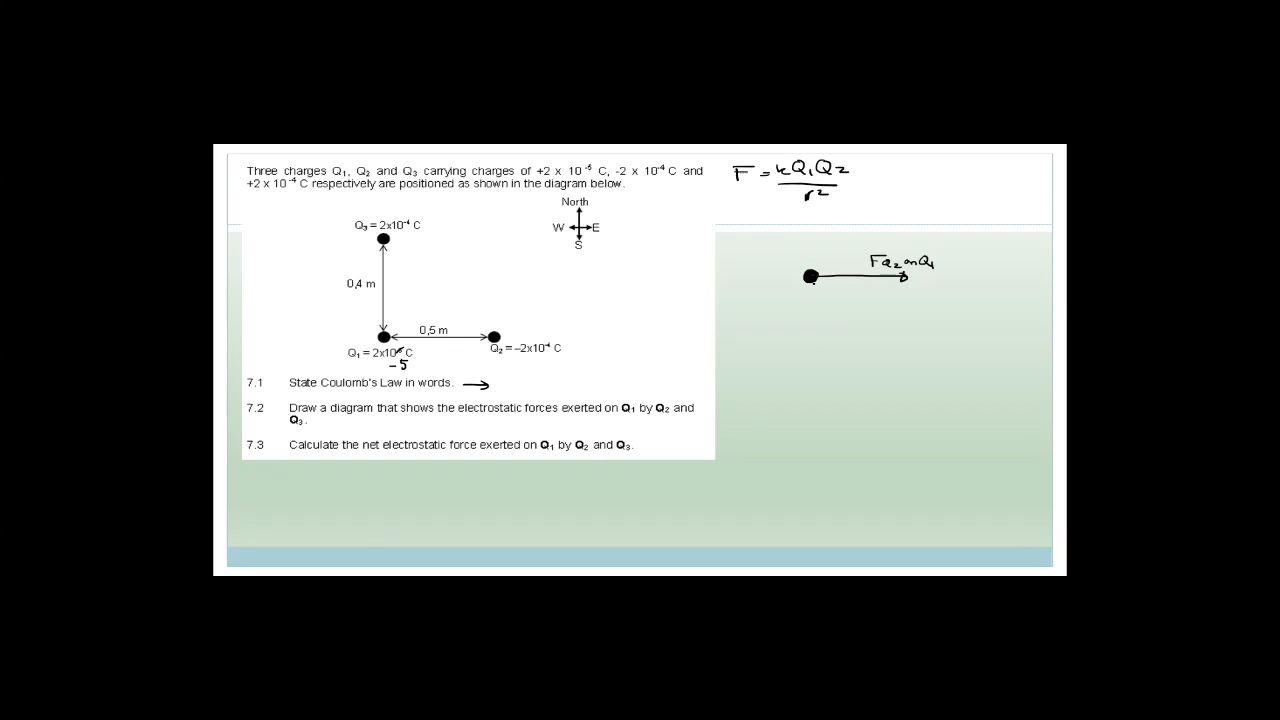 Three charges Q₁, Q₂ and Q₃ carrying charges of +2 x 10⁻⁵ C, -2 x 10⁻⁴ C and
+2 x 10⁻⁴ C respectively are positioned as shown in the diagram below.
F = kQ₁Q2
r²
North
W E
S
Q₃ = 2x10⁻⁴ C
0,4 m
FQ₂ on Q₁
0,5 m
Q₁ = 2x10 C
-5
Q₂ = –2x10⁻⁴ C
7.1 State Coulomb's Law in words.
7.2 Draw a diagram that shows the electrostatic forces exerted on Q₁ by Q₂ and
Q₃.
7.3 Calculate the net electrostatic force exerted on Q₁ by Q₂ and Q₃.